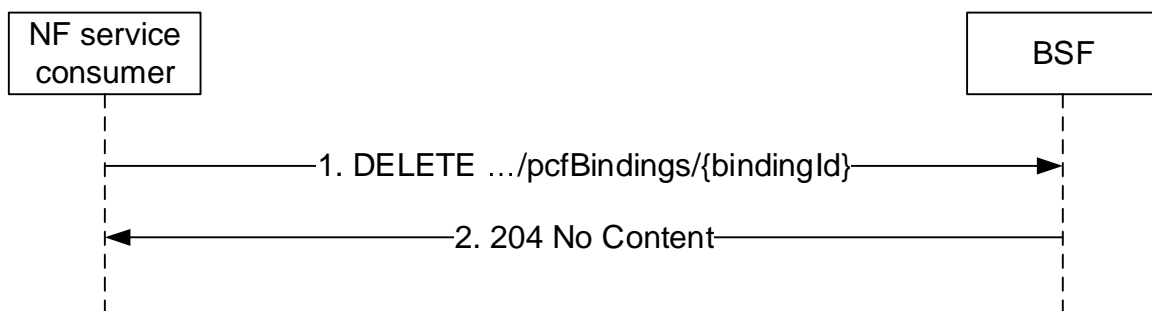 NF service
consumer
BSF
1. DELETE …/pcfBindings/{bindingId}
2. 204 No Content